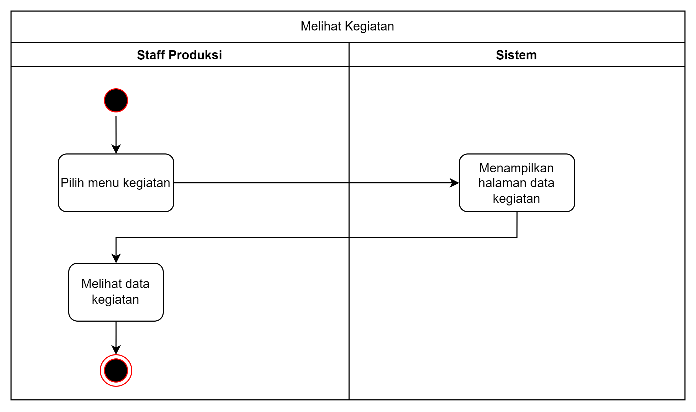 Melihat Kegiatan
Staff Produksi
Sistem
Pilih menu kegiatan
Menampilkan
halaman data
kegiatan
Melihat data
kegiatan